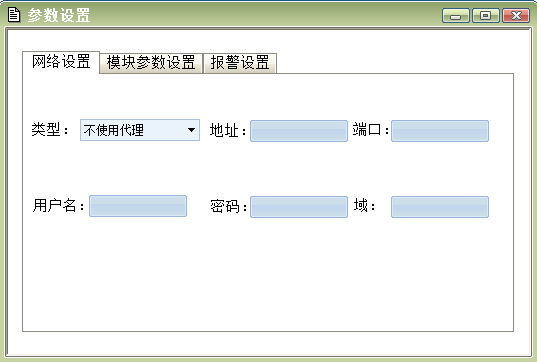 参数设置
网络设置 模块参数设置 报警设置
类型： 不使用代理 地址： 端口：
用户名： 密码： 域：